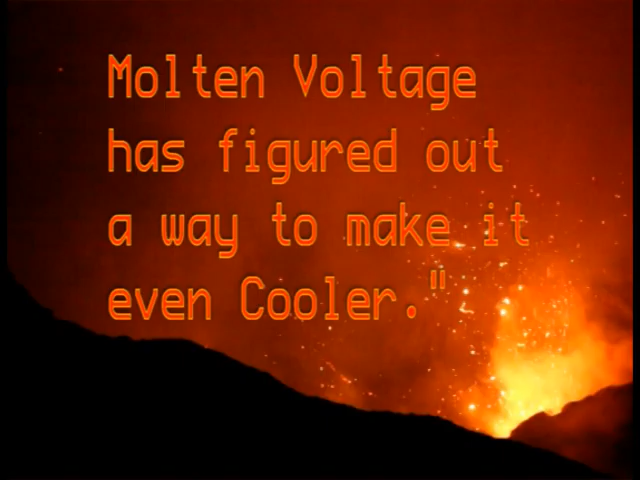 Molten Voltage
has figured out
a way to make it
even Cooler."